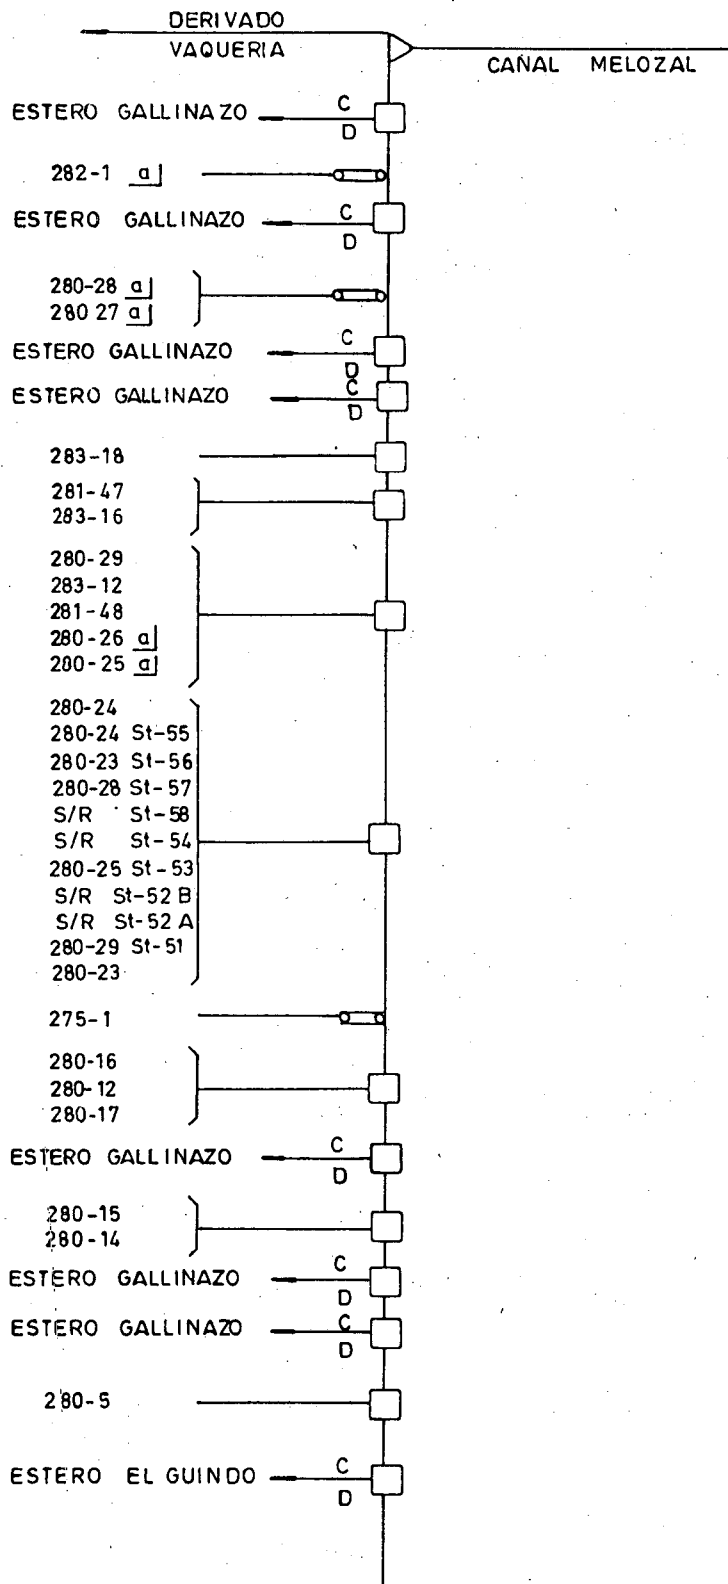 DERIVADO
VAQUERIA
CAÑAL MELOZAL
ESTERO GALLINAZO C
D
282-1 a
ESTERO GALLINAZO C
D
280-28 a
280 27 a
ESTERO GALLINAZO C
D
ESTERO GALLINAZO C
D
283-18
281-47
283-16
280-29
283-12
281-48
280-26 a
280-25 a
280-24
280-24 St-55
280-23 St-56
280-28 St-57
S/R St-58
S/R St-54
280-25 St-53
S/R St-52 B
S/R St-52 A
280-29 St-51
280-23
275-1
280-16
280-12
280-17
ESTERO GALLINAZO C
D
280-15
280-14
ESTERO GALLINAZO C
D
ESTERO GALLINAZO C
D
280-5
ESTERO EL GUINDO C
D